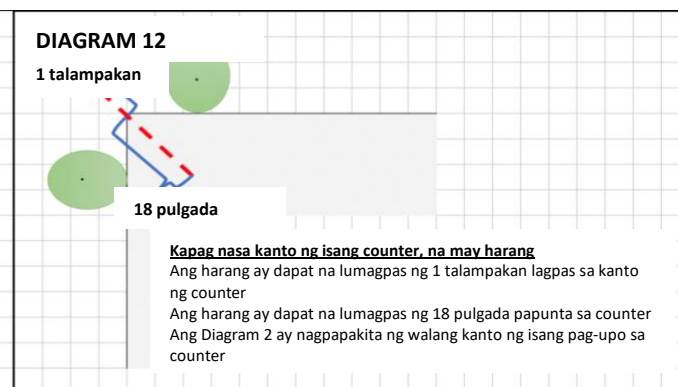 DIAGRAM 12
1 talampakan
18 pulgada
Kapag nasa kanto ng isang counter, na may harang
Ang harang ay dapat na lumagpas ng 1 talampakan lagpas sa kanto
ng counter
Ang harang ay dapat na lumagpas ng 18 pulgada papunta sa counter
Ang Diagram 2 ay nagpapakita ng walang kanto ng isang pag-upo sa
counter